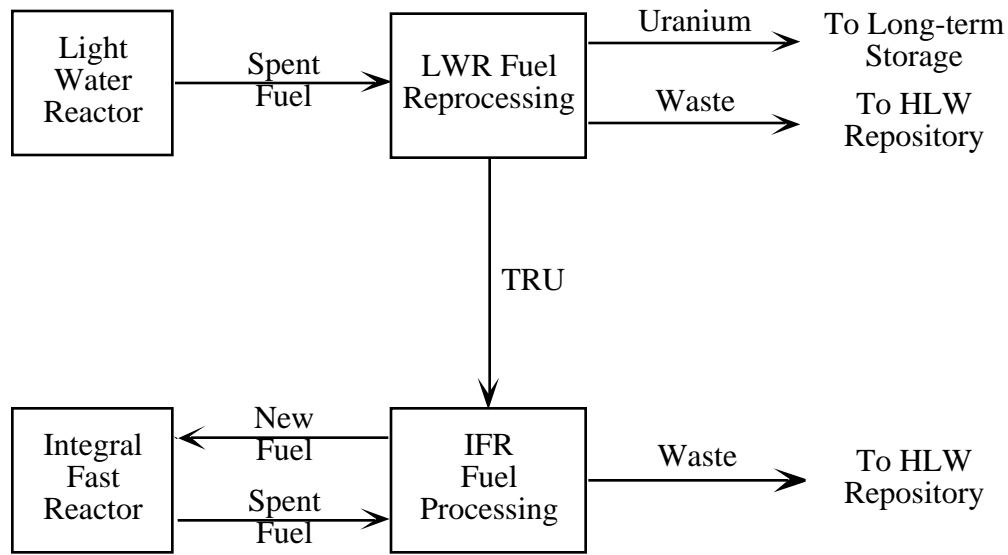 Light
Water
Reactor
Spent
Fuel
LWR Fuel
Reprocessing
Uranium
To Long-term
Storage
Waste
To HLW
Repository
TRU
Integral
Fast
Reactor
New
Fuel
Spent
Fuel
IFR
Fuel
Processing
Waste
To HLW
Repository